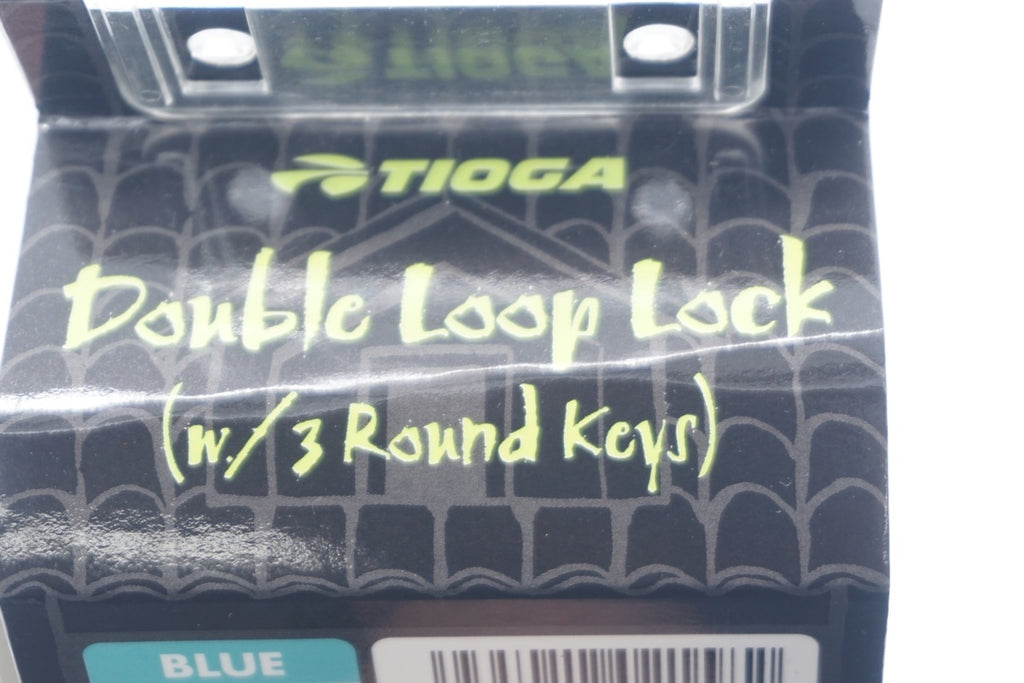 TIOGA
Double Loop Lock
(w./3 Round Keys)
BLUE